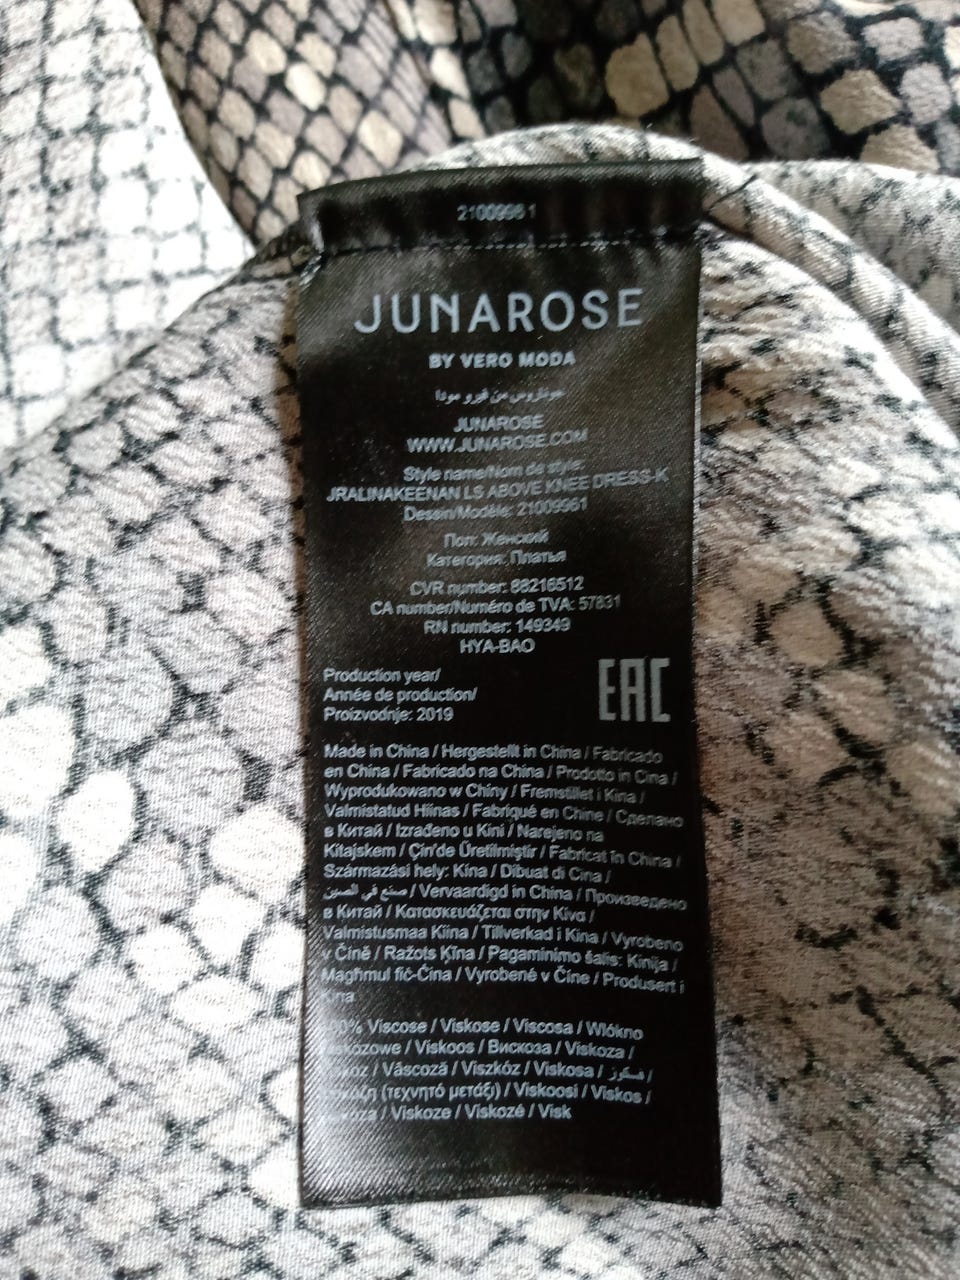 21009961
JUNAROSE
BY VERO MODA
جوناروس من فيرو مودا
JUNAROSE
WWW.JUNAROSE.COM
Style name/Nom de style:
JRALINAKEENAN LS ABOVE KNEE DRESS-K
Dessin/Modèle: 21009961
Пол: Женский
Категория: Платья
CVR number: 88216512
CA number/Numéro de TVA: 57831
RN number: 149349
HYA-BAO
Production year/
Année de production/
Proizvodnje: 2019
EAC
Made in China / Hergestellt in China / Fabricado
en China / Fabricado na China / Prodotto in Cina /
Wyprodukowano w Chiny / Fremstillet i Kina /
Valmistatud Hiinas / Fabriqué en Chine / Сделано
в Китай / Izrađeno u Kini / Narejeno na
Kitajskem / Çin'de Üretilmiştir / Fabricat în China /
Származási hely: Kína / Dibuat di Cina /
صنع في الصين / Vervaardigd in China / Произведено
в Китай / Κατασκευάζεται στην Κίνα /
Valmistusmaa Kiina / Tillverkad i Kina / Vyrobeno
v Číně / Ražots Ķīna / Pagaminimo šalis: Kinija /
Magħmul fiċ-Ċina / Vyrobené v Číne / Produsert i
Kina
Viscose / Viskose / Viscosa / Włókno
/ Viskoos / Вискоза / Viskoza /
/ Vâscoză / Viszkóz / Viskosa / فسكوز /
(τεχνητό μετάξι) / Viskoosi / Viskos /
/ Viskoze / Viskozé / Visk